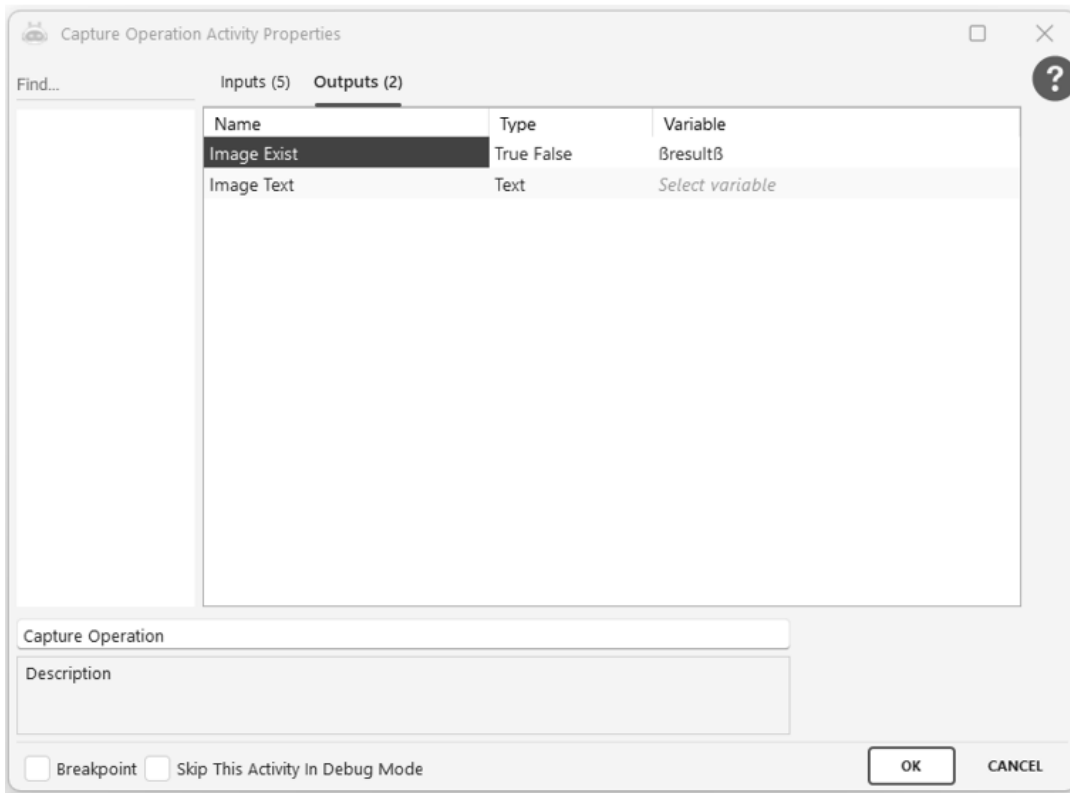 Capture Operation Activity Properties
Find...
Inputs (5) Outputs (2)
?
Name Type Variable
Image Exist True False ßresultß
Image Text Text Select variable
Capture Operation
Description
Breakpoint Skip This Activity In Debug Mode
OK CANCEL